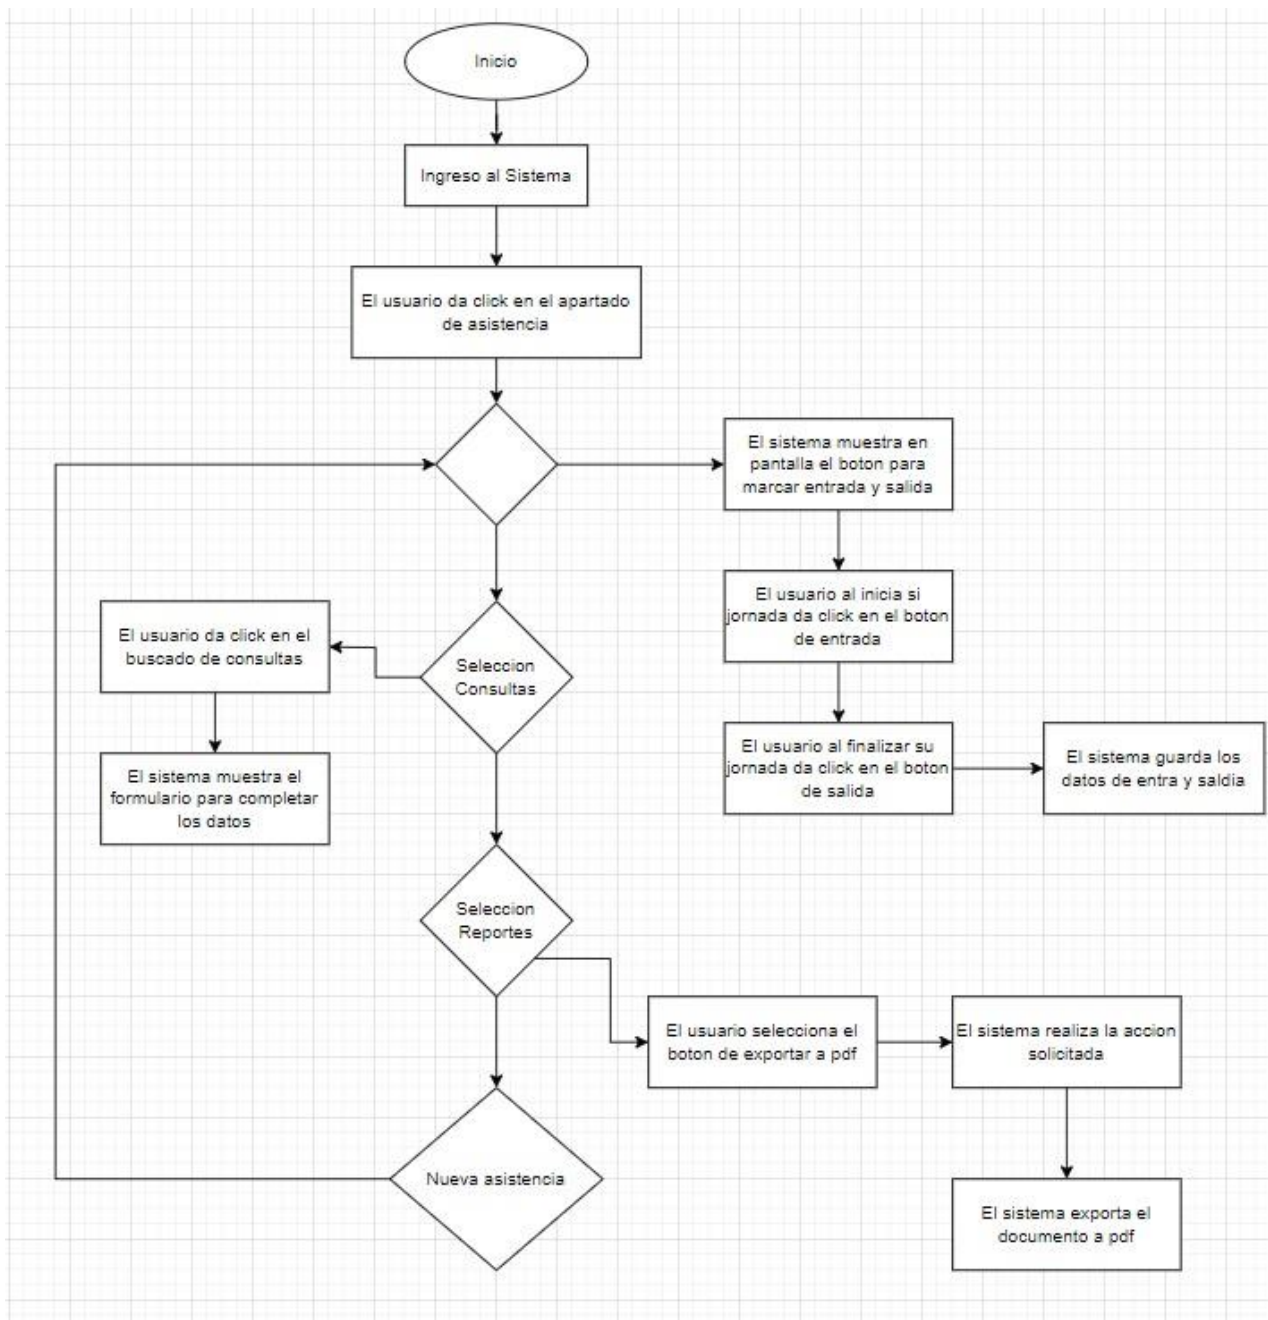 Inicio
Ingreso al Sistema
El usuario da click en el apartado
de asistencia
El sistema muestra en
pantalla el boton para
marcar entrada y salida
El usuario al inicia si
jornada da click en el boton
de entrada
El usuario da click en el
buscado de consultas
Seleccion
Consultas
El usuario al finalizar su
jornada da click en el boton
de salida
El sistema guarda los
datos de entra y saldia
El sistema muestra el
formulario para completar
los datos
Seleccion
Reportes
El usuario selecciona el
boton de exportar a pdf
El sistema realiza la accion
solicitada
Nueva asistencia
El sistema exporta el
documento a pdf